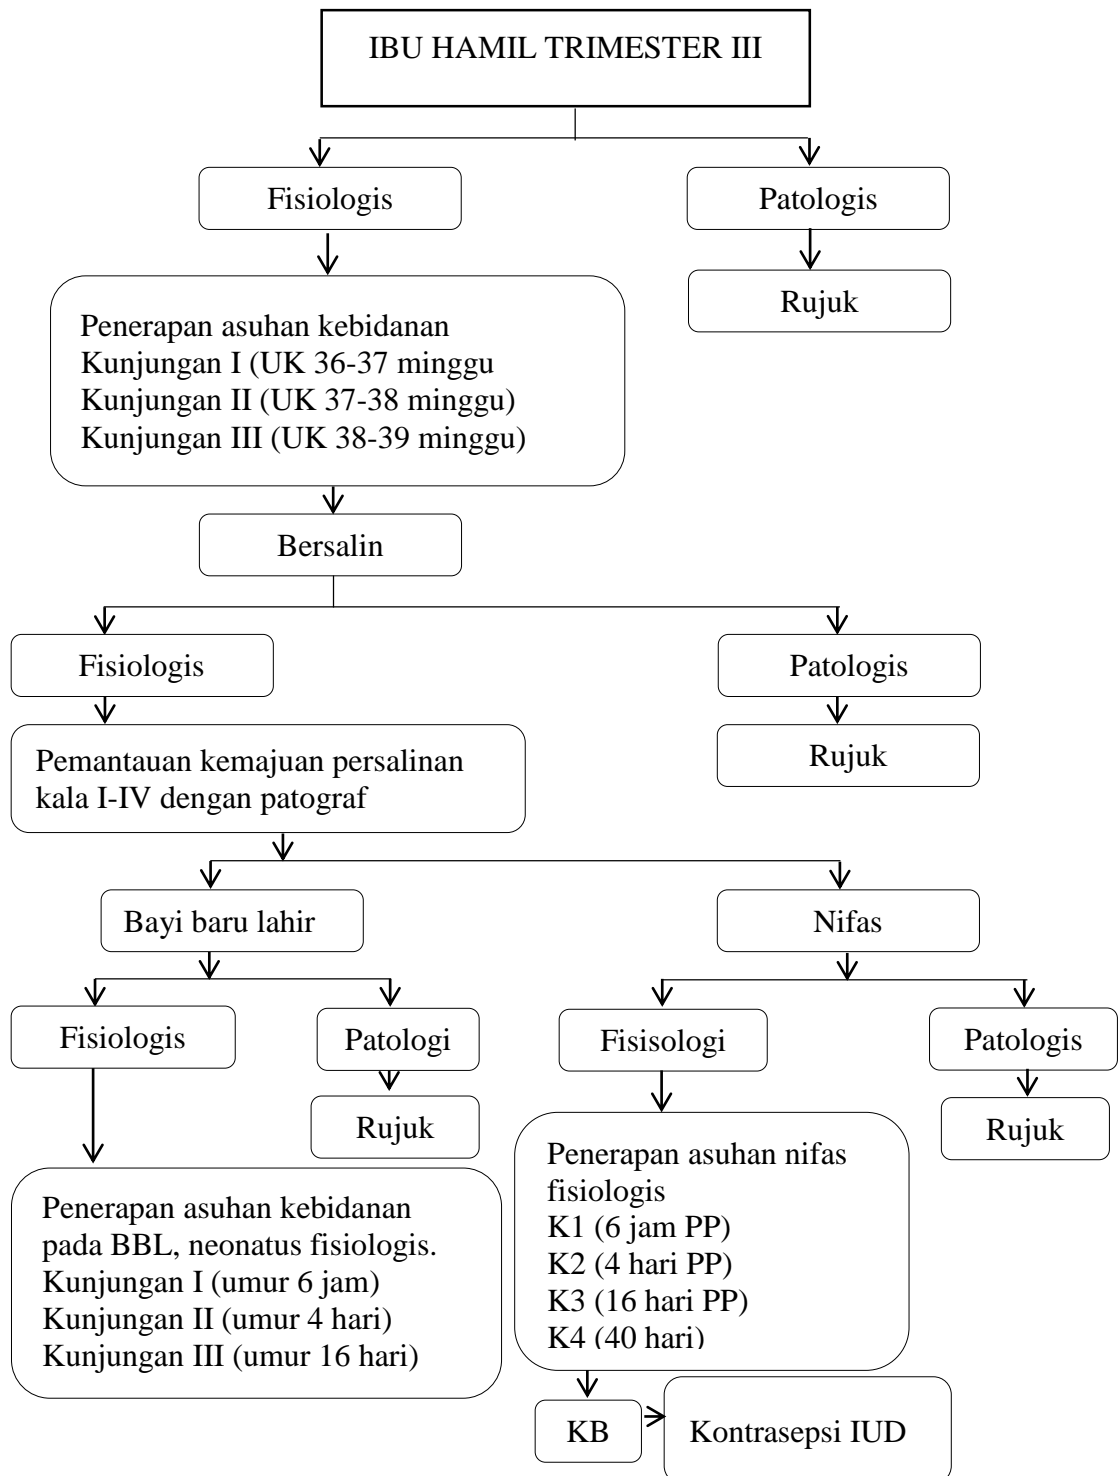 IBU HAMIL TRIMESTER III
Fisiologis
Patologis
Rujuk
Penerapan asuhan kebidanan
Kunjungan I (UK 36-37 minggu
Kunjungan II (UK 37-38 minggu)
Kunjungan III (UK 38-39 minggu)
Bersalin
Fisiologis
Patologis
Rujuk
Pemantauan kemajuan persalinan
kala I-IV dengan patograf
Bayi baru lahir
Nifas
Fisiologis
Patologi
Fisisologi
Patologis
Rujuk
Rujuk
Penerapan asuhan kebidanan
pada BBL, neonatus fisiologis.
Kunjungan I (umur 6 jam)
Kunjungan II (umur 4 hari)
Kunjungan III (umur 16 hari)
Penerapan asuhan nifas
fisiologis
K1 (6 jam PP)
K2 (4 hari PP)
K3 (16 hari PP)
K4 (40 hari)
KB
Kontrasepsi IUD